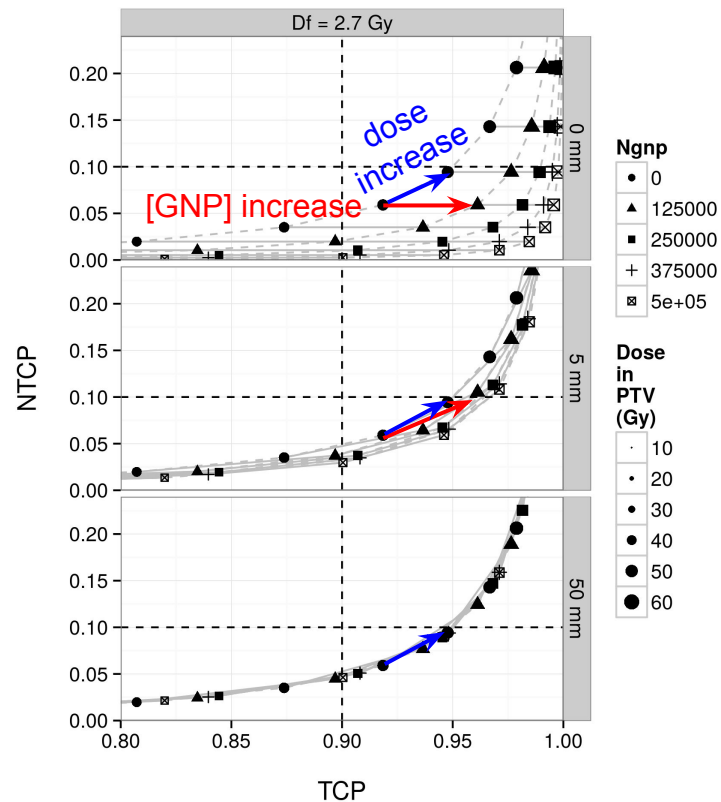 Df = 2.7 Gy
0.20
0.15
0.10
0.05
0.00
dose
increase
[GNP] increase
0 mm
0.20
0.15
0.10
0.05
0.00
5 mm
0.20
0.15
0.10
0.05
0.00
50 mm
NTCP
0.80
0.85
0.90
0.95
1.00
TCP
Ngnp
0
125000
250000
375000
5e+05
Dose
in
PTV
(Gy)
10
20
30
40
50
60